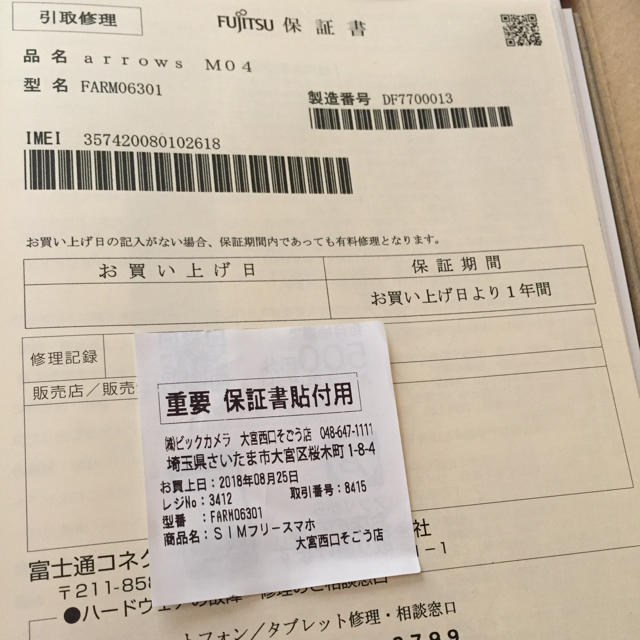 引取修理
FUJITSU 保証書
品名 arrows M04
型名 FARM06301
製造番号 DF7700013
IMEI 357420080102618
お買い上げ日の記入がない場合、保証期間内であっても有料修理となります。
お買い上げ日 保証期間
お買い上げ日より1年間
修理記録
販売店/販売
重要 保証書貼付用
㈱ビックカメラ 大宮西口そごう店 048-647-1111
埼玉県さいたま市大宮区桜木町1-8-4
お買上日:2018年08月25日
レジNo:3412 取引番号:8415
型番 :FARM06301
商品名:SIMフリースマホ
大宮西口そごう店
富士通コネク 社
〒211-858 -1
●ハードウェアの故障・修理のご相談窓口
トフォン/タブレット修理・相談窓口